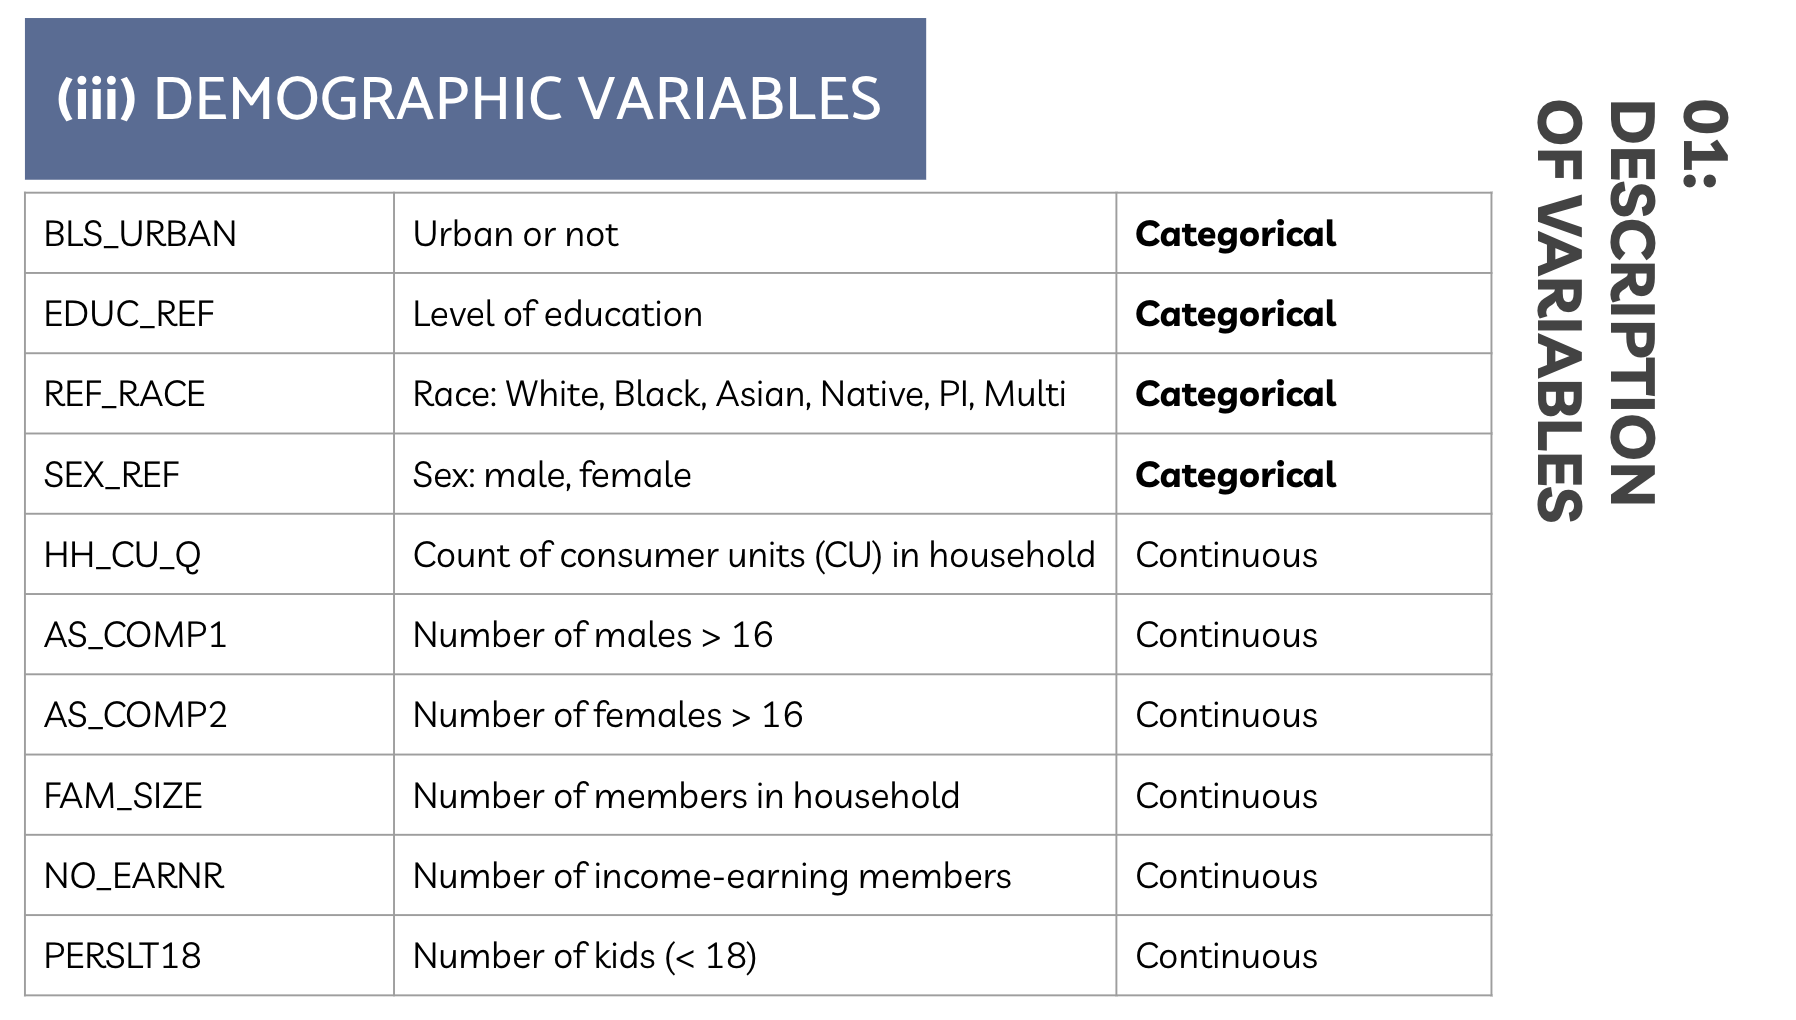 (iii) DEMOGRAPHIC VARIABLES
01:
DESCRIPTION
OF VARIABLES
BLS_URBAN Urban or not Categorical
EDUC_REF Level of education Categorical
REF_RACE Race: White, Black, Asian, Native, PI, Multi Categorical
SEX_REF Sex: male, female Categorical
HH_CU_Q Count of consumer units (CU) in household Continuous
AS_COMP1 Number of males > 16 Continuous
AS_COMP2 Number of females > 16 Continuous
FAM_SIZE Number of members in household Continuous
NO_EARNR Number of income-earning members Continuous
PERSLT18 Number of kids (< 18) Continuous